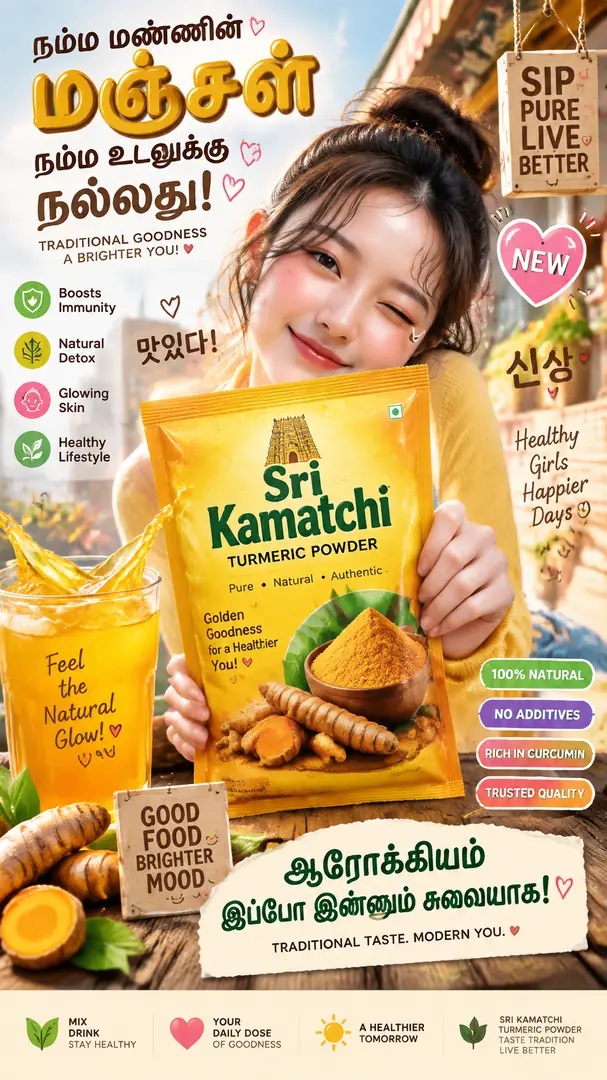 நம்ம மண்ணின்
மஞ்சள்
நம்ம உடலுக்கு
நல்லது!
TRADITIONAL GOODNESS
A BRIGHTER YOU!
SIP
PURE
LIVE
BETTER
NEW
Boosts
Immunity
Natural
Detox
Glowing
Skin
Healthy
Lifestyle
맛있다!
신상
Healthy
Girls
Happier
Days
Sri
Kamatchi
TURMERIC POWDER
Pure • Natural • Authentic
Golden
Goodness
for a Healthier
You!
Feel
the
Natural
Glow!
100% NATURAL
NO ADDITIVES
RICH IN CURCUMIN
TRUSTED QUALITY
GOOD
FOOD
BRIGHTER
MOOD
ஆரோக்கியம்
இப்போ இன்னும் சுவையாக!
TRADITIONAL TASTE. MODERN YOU.
MIX
DRINK
STAY HEALTHY
YOUR
DAILY DOSE
OF GOODNESS
A HEALTHIER
TOMORROW
SRI KAMATCHI
TURMERIC POWDER
TASTE TRADITION
LIVE BETTER